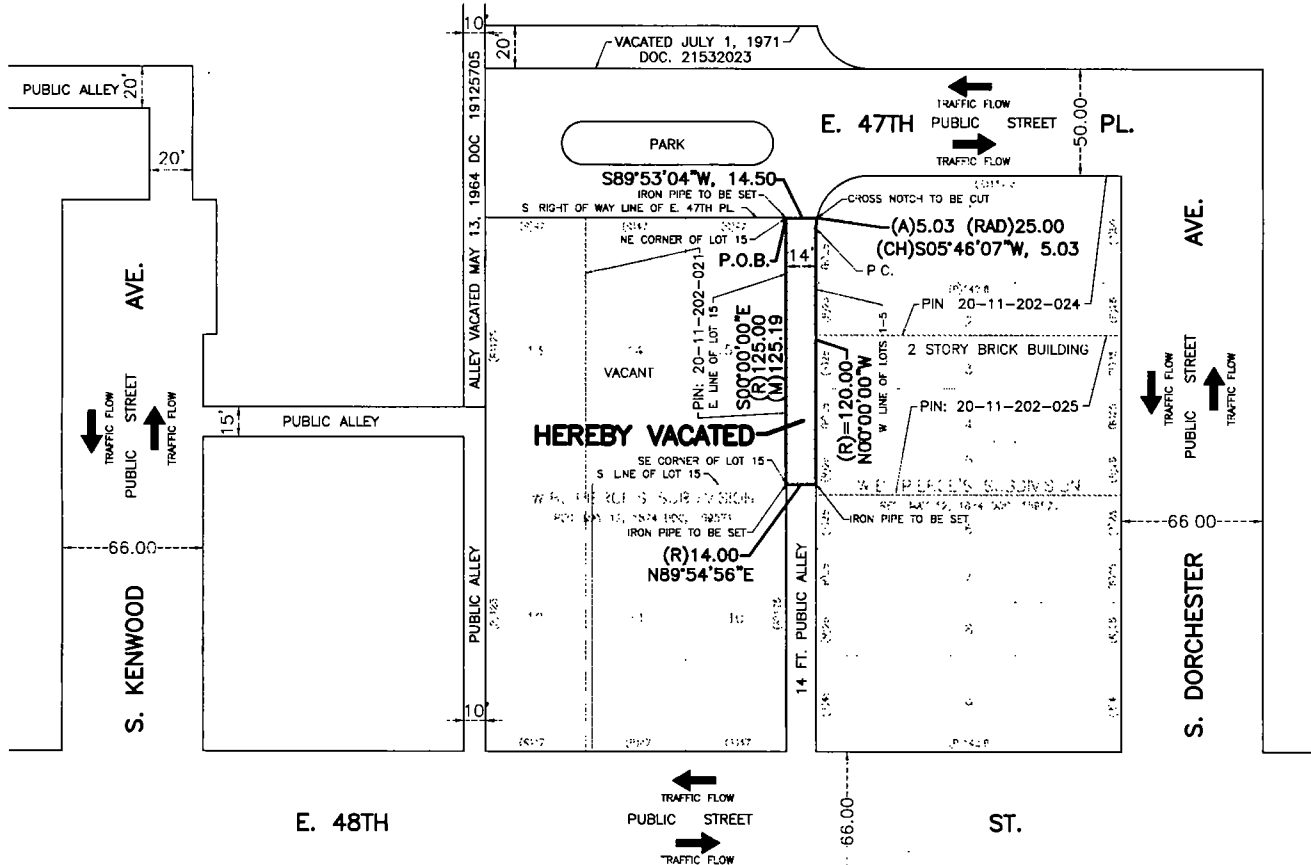 10'
20'
VACATED JULY 1, 1971
DOC. 21532023
PUBLIC ALLEY
20'
20'
ALLEY VACATED MAY 13, 1964 DOC 19125705
TRAFFIC FLOW
E. 47TH PUBLIC STREET PL.
TRAFFIC FLOW
50.00
PARK
S89°53'04"W, 14.50
IRON PIPE TO BE SET
S RIGHT OF WAY LINE OF E. 47TH PL.
CROSS NOTCH TO BE CUT
NE CORNER OF LOT 15
(A)5.03 (RAD)25.00
(CH)S05°46'07"W, 5.03
P.O.B.
14'
P.C.
AVE.
AVE.
PIN: 20-11-202-021
E. LINE OF LOT 15
S00°00'00"E
(R)125.00
(M)125.19
W LINE OF LOTS 1-5
(R)=120.00
N00°00'00"W
PIN 20-11-202-024
2
2 STORY BRICK BUILDING
3
13
14
VACANT
PIN: 20-11-202-025
4
TRAFFIC FLOW
PUBLIC STREET
TRAFFIC FLOW
TRAFFIC FLOW
PUBLIC STREET
TRAFFIC FLOW
15'
PUBLIC ALLEY
HEREBY VACATED
SE CORNER OF LOT 15
S LINE OF LOT 15
IRON PIPE TO BE SET
IRON PIPE TO BE SET
(R)14.00
N89°54'56"E
66.00
66.00
PUBLIC ALLEY
14 FT. PUBLIC ALLEY
S. KENWOOD
S. DORCHESTER
10'
TRAFFIC FLOW
E. 48TH PUBLIC STREET ST.
TRAFFIC FLOW
66.00